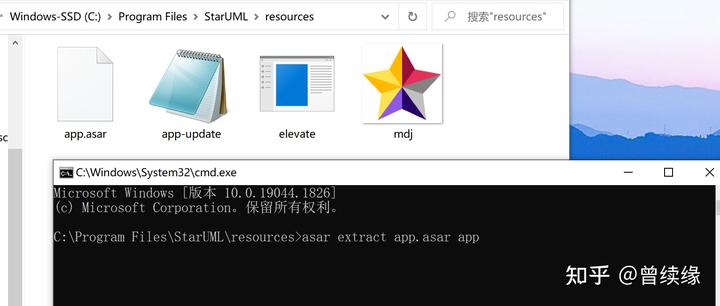 Windows-SSD (C:) > Program Files > StarUML > resources
搜索"resources"
app.asar
app-update
elevate
mdj
sc
C:\Windows\System32\cmd.exe
Microsoft Windows [版本 10.0.19044.1826]
(c) Microsoft Corporation。保留所有权利。
C:\Program Files\StarUML\resources>asar extract app.asar app
知乎 @曾续缘